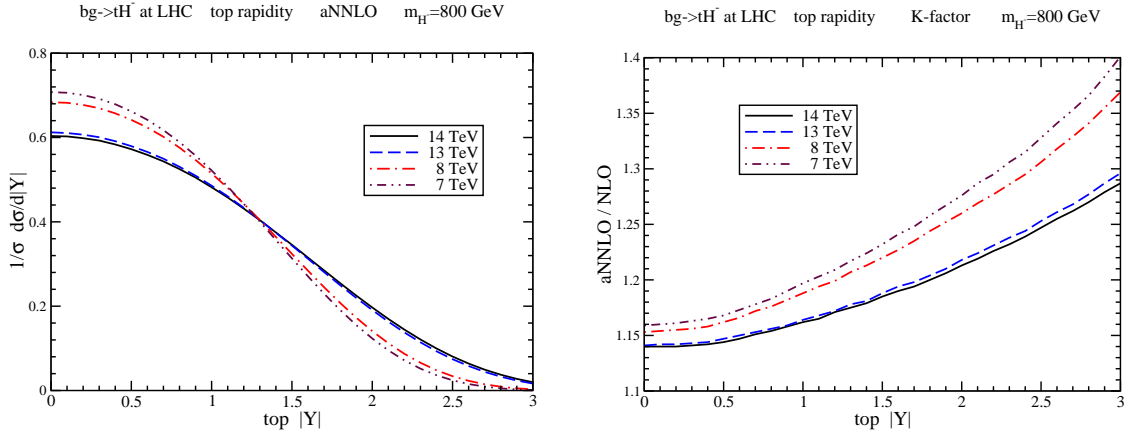 bg->tH⁻ at LHC top rapidity aNNLO m_H⁻=800 GeV
0.8
0.6
0.4
0.2
0
1/σ dσ/d|Y|
14 TeV
13 TeV
8 TeV
7 TeV
0 0.5 1 1.5 2 2.5 3
top |Y|
bg->tH⁻ at LHC top rapidity K-factor m_H⁻=800 GeV
1.4
1.35
1.3
1.25
1.2
1.15
1.1
aNNLO / NLO
14 TeV
13 TeV
8 TeV
7 TeV
0 0.5 1 1.5 2 2.5 3
top |Y|